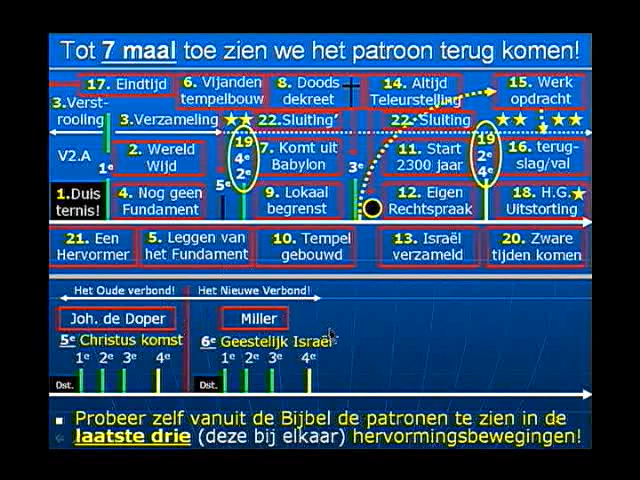 Tot 7 maal toe zien we het patroon terug komen!
17. Eindtijd
6. Vijanden
tempelbouw
8. Doods
dekreet
14. Altijd
Teleurstelling
15. Werk
opdracht
3.Verst-
rooling
3.Verzameling
22.Sluiting'
22.Sluiting
V2.A
1e
2. Wereld
Wijd
19
4e
2e
7. Komt uit
Babylon
3e
11. Start
2300 jaar
19
2e
4e
16. terug-
slag/val
5e
1.Duis
ternis!
4. Nog geen
Fundament
9. Lokaal
begrenst
12. Eigen
Rechtspraak
18. H.G.
Uitstorting
21. Een
Hervormer
5. Leggen van
het Fundament
10. Tempel
gebouwd
13. Israël
verzameld
20. Zware
tijden komen
Het Oude verbond!
Het Nieuwe Verbond!
Joh. de Doper
Miller
5e Christus komst
6e Geestelijk Israël
1e 2e 3e 4e
1e 2e 3e 4e
Dst.
Dst.
Probeer zelf vanuit de Bijbel de patronen te zien in de
laatste drie (deze bij elkaar) hervormingsbewegingen!